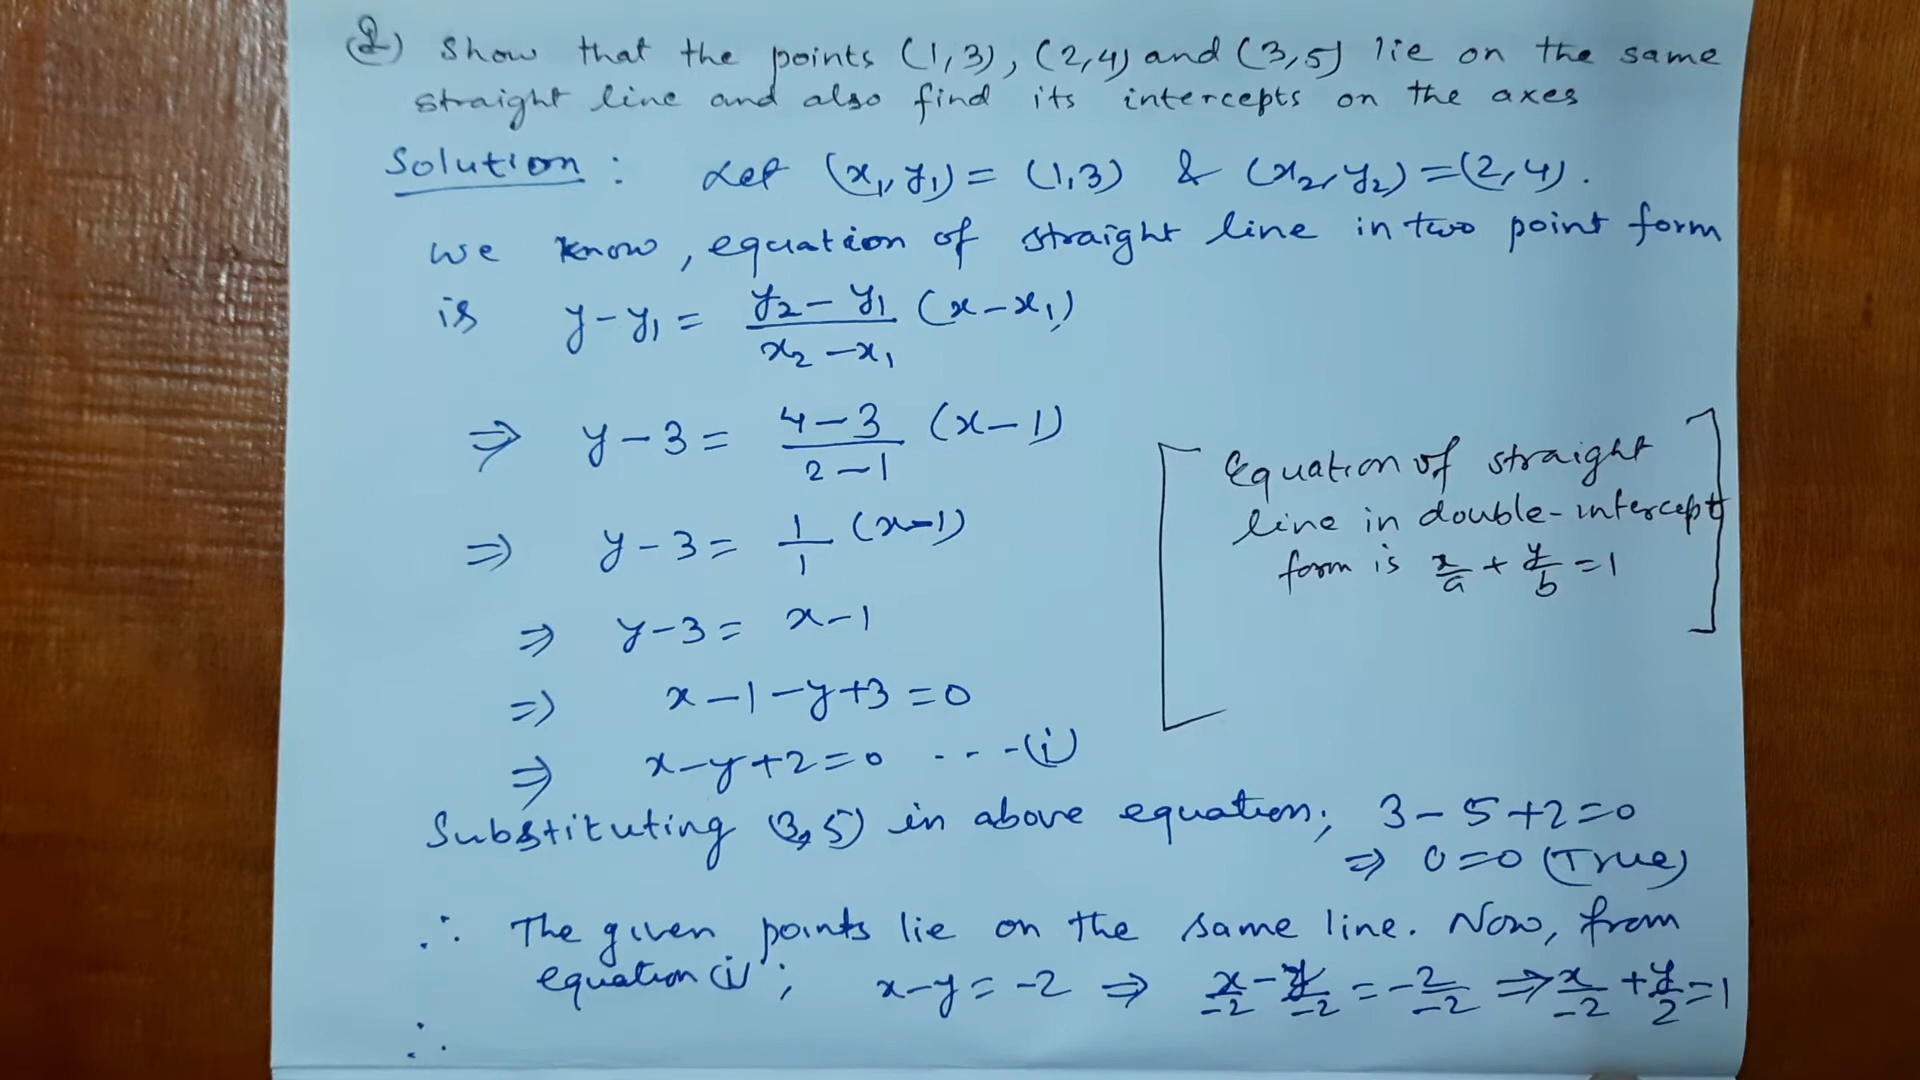 Q) Show that the points (1,3), (2,4) and (3,5) lie on the same
straight line and also find its intercepts on the axes
Solution : Let (x₁, y₁) = (1,3) & (x₂, y₂) = (2,4).
we know, equation of straight line in two point form
is y-y₁ = y₂-y₁/x₂-x₁ (x-x₁)
⇒ y-3 = 4-3/2-1 (x-1)
⇒ y-3 = 1/1 (x-1)
⇒ y-3 = x-1
⇒ x-1-y+3=0
⇒ x-y+2=0 ....(i)
[Equation of straight
line in double-intercept
form is x/a + y/b = 1]
Substituting (3,5) in above equation; 3-5+2=0
⇒ 0=0 (True)
∴ The given points lie on the same line. Now, from
equation (i); x-y=-2 ⇒ x/-2 - y/-2 = -2/-2 ⇒ x/-2 + y/2 = 1
∴